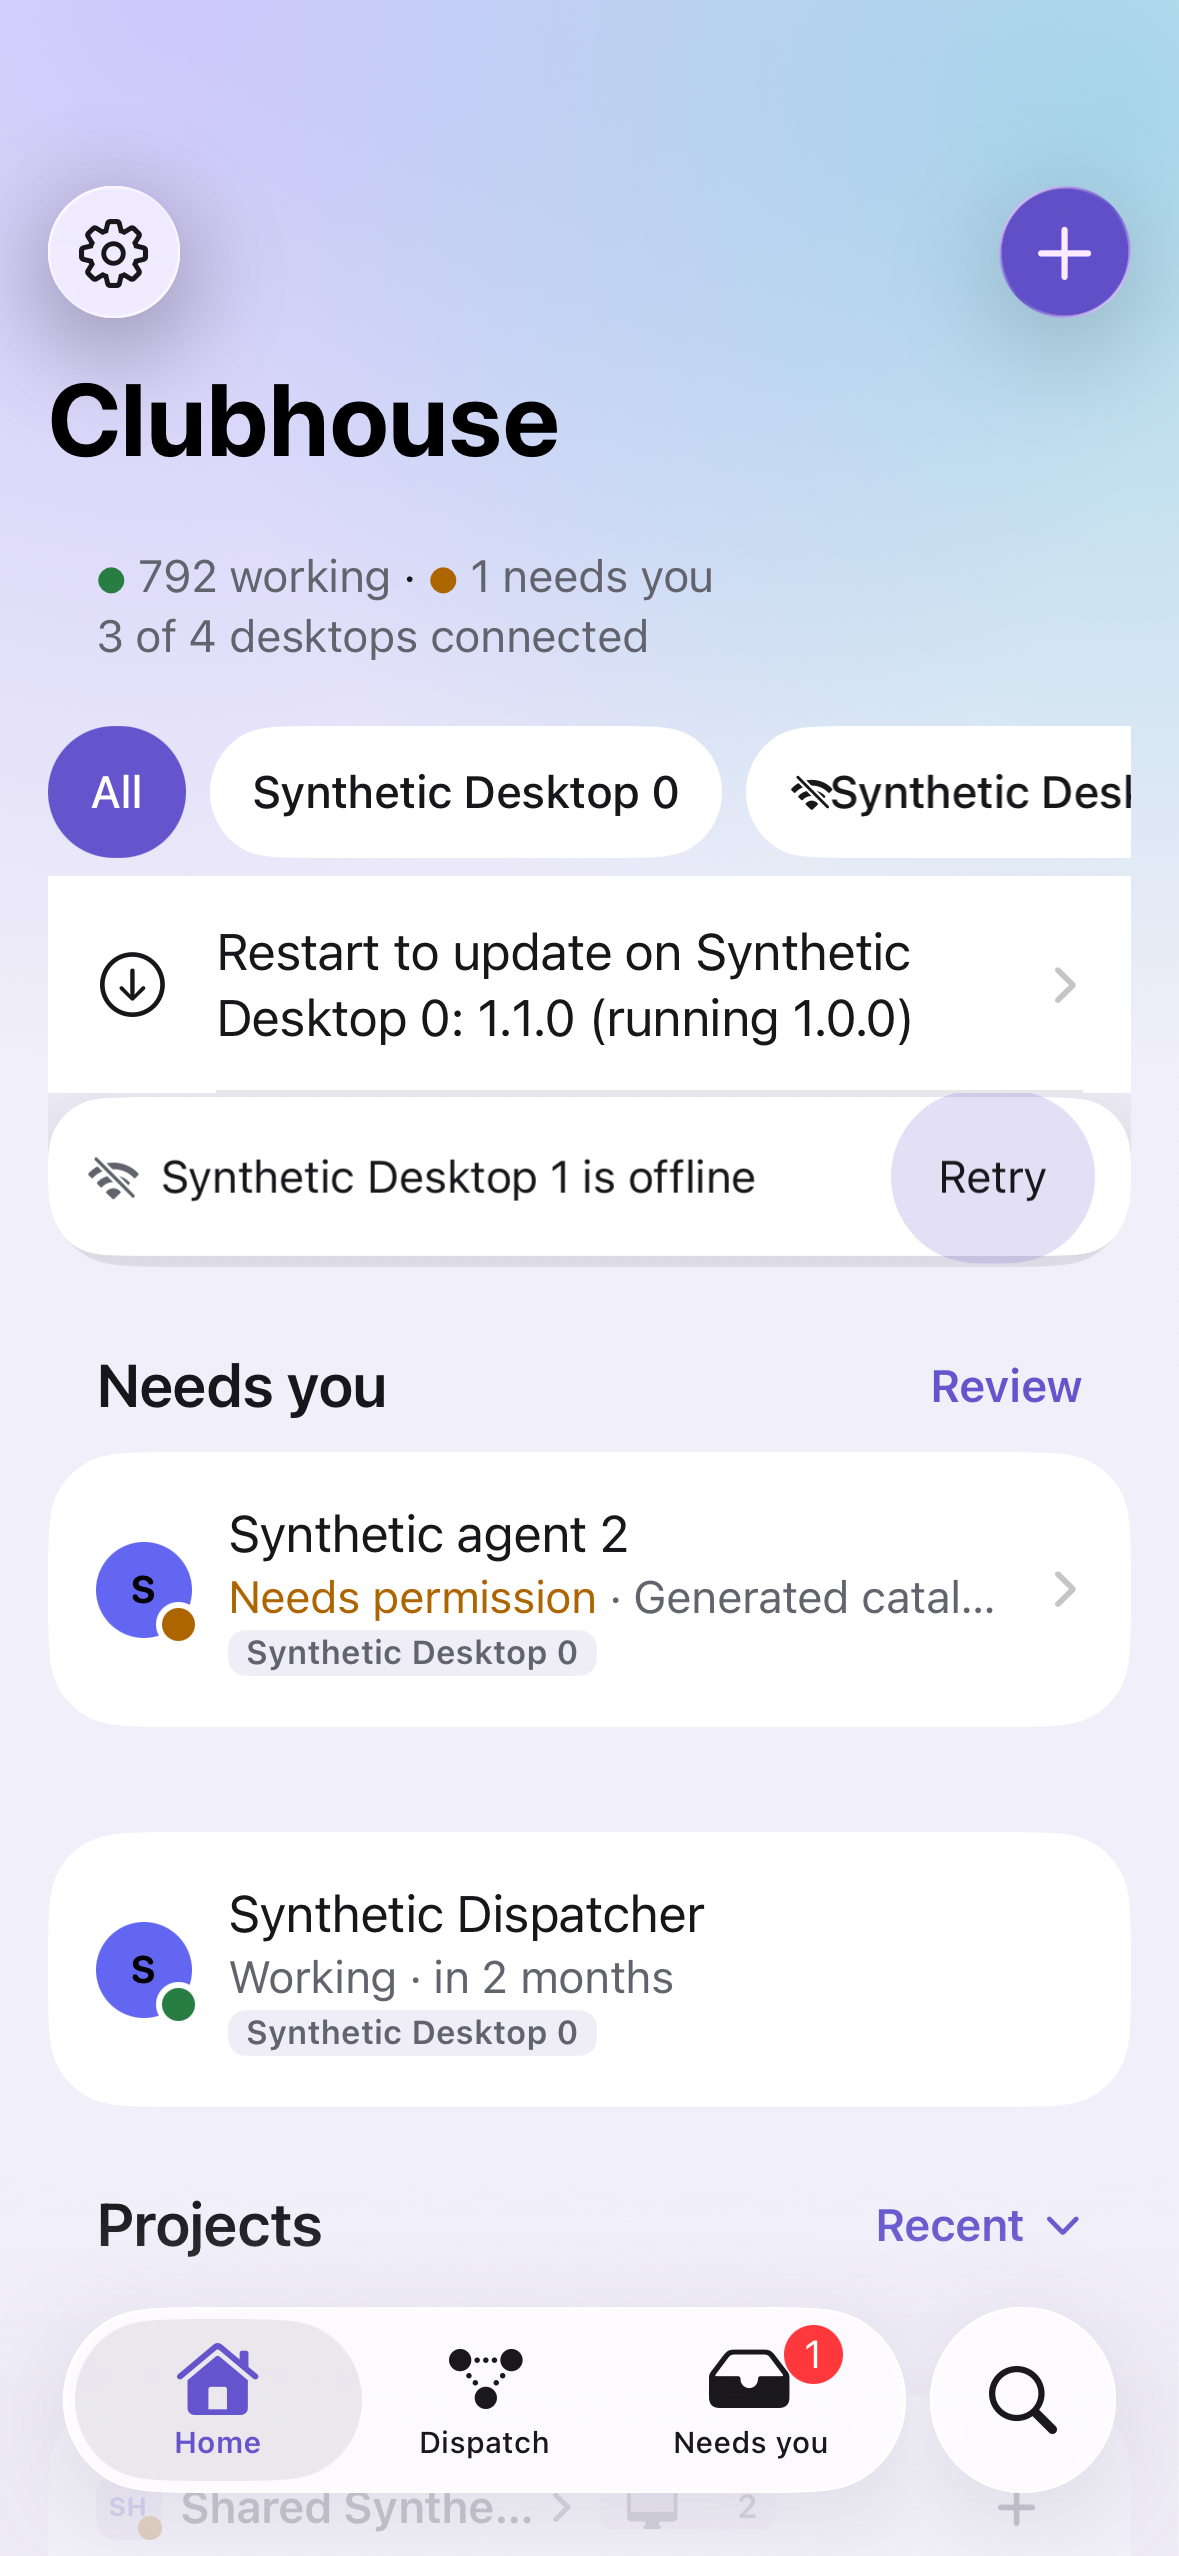 Clubhouse
792 working · 1 needs you
3 of 4 desktops connected
All
Synthetic Desktop 0
Synthetic Desk
Restart to update on Synthetic
Desktop 0: 1.1.0 (running 1.0.0)
Synthetic Desktop 1 is offline
Retry
Needs you
Review
S
Synthetic agent 2
Needs permission · Generated catal...
Synthetic Desktop 0
S
Synthetic Dispatcher
Working · in 2 months
Synthetic Desktop 0
Projects
Recent
Home
Dispatch
Needs you
1
SH
Shared Synthe...
2